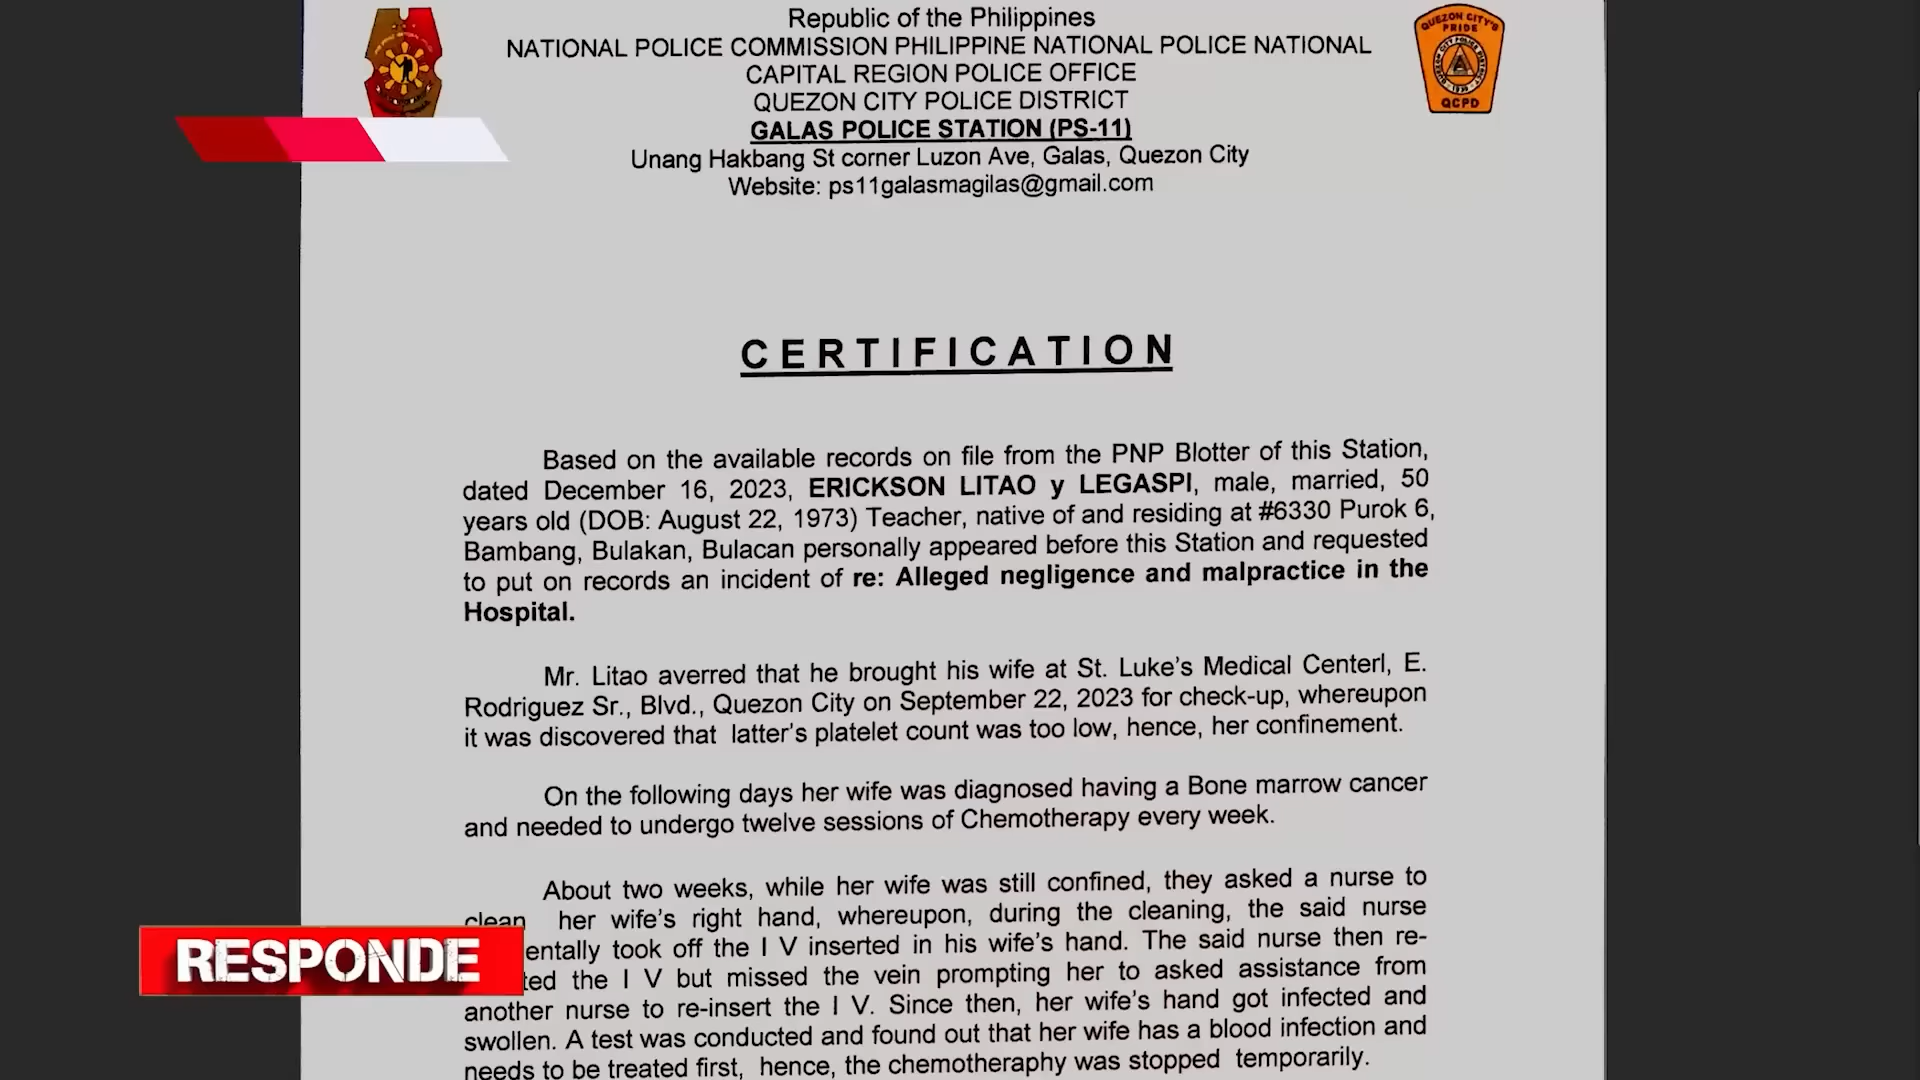 Republic of the Philippines
NATIONAL POLICE COMMISSION PHILIPPINE NATIONAL POLICE NATIONAL
CAPITAL REGION POLICE OFFICE
QUEZON CITY POLICE DISTRICT
GALAS POLICE STATION (PS-11)
Unang Hakbang St corner Luzon Ave, Galas, Quezon City
Website: ps11galasmagilas@gmail.com
QUEZON CITY'S
PRIDE
QUEZON CITY POLICE DISTRICT
1939
QCPD
CERTIFICATION
Based on the available records on file from the PNP Blotter of this Station,
dated December 16, 2023, ERICKSON LITAO y LEGASPI, male, married, 50
years old (DOB: August 22, 1973) Teacher, native of and residing at #6330 Purok 6,
Bambang, Bulakan, Bulacan personally appeared before this Station and requested
to put on records an incident of re: Alleged negligence and malpractice in the
Hospital.
Mr. Litao averred that he brought his wife at St. Luke's Medical Centerl, E.
Rodriguez Sr., Blvd., Quezon City on September 22, 2023 for check-up, whereupon
it was discovered that latter's platelet count was too low, hence, her confinement.
On the following days her wife was diagnosed having a Bone marrow cancer
and needed to undergo twelve sessions of Chemotherapy every week.
About two weeks, while her wife was still confined, they asked a nurse to
clean her wife's right hand, whereupon, during the cleaning, the said nurse
entally took off the I V inserted in his wife's hand. The said nurse then re-
ted the I V but missed the vein prompting her to asked assistance from
another nurse to re-insert the I V. Since then, her wife's hand got infected and
swollen. A test was conducted and found out that her wife has a blood infection and
needs to be treated first, hence, the chemotheraphy was stopped temporarily.
RESPONDE